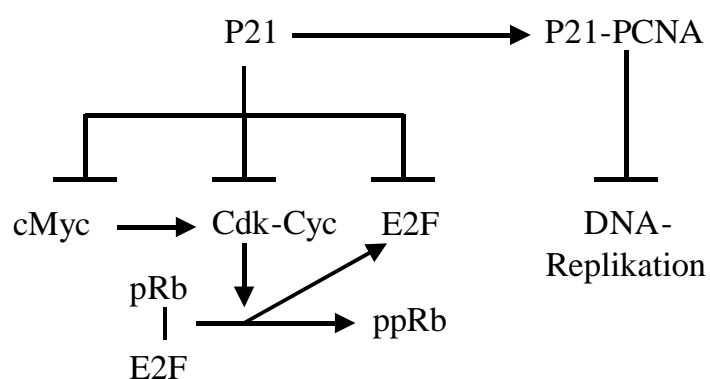 P21
P21-PCNA
cMyc
Cdk-Cyc
E2F
DNA-
Replikation
pRb
E2F
ppRb